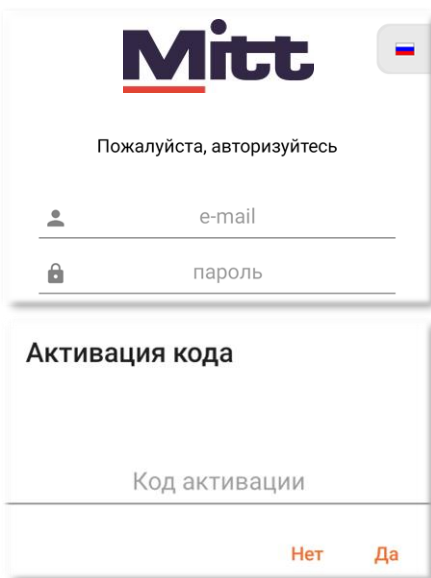 Mitt
Пожалуйста, авторизуйтесь
e-mail
пароль
Активация кода
Код активации
Нет Да